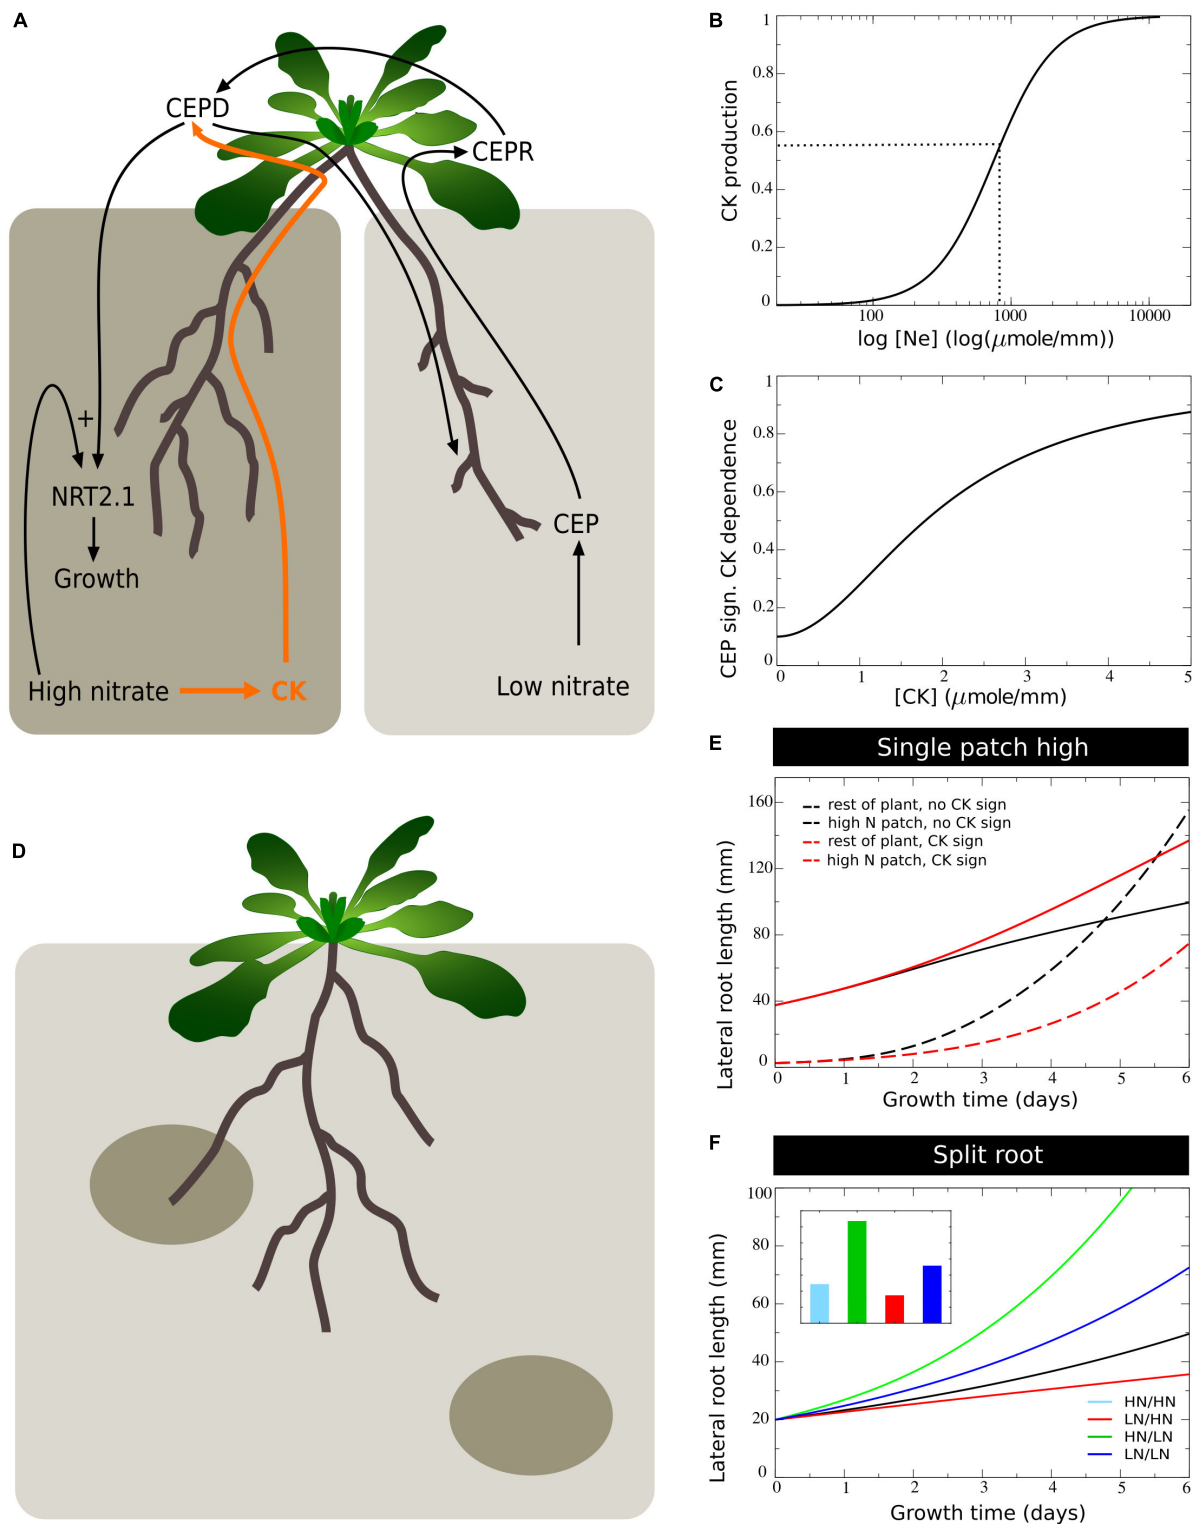 A
CEPD
CEPR
+
NRT2.1
Growth
CEP
High nitrate
CK
Low nitrate
B
CK production
1
0.8
0.6
0.4
0.2
0
100
1000
10000
log [Ne] (log(μmole/mm))
C
CEP sign. CK dependence
1
0.8
0.6
0.4
0.2
0
0
1
2
3
4
5
[CK] (μmole/mm)
D
E
Single patch high
Lateral root length (mm)
160
120
80
40
0
rest of plant, no CK sign
high N patch, no CK sign
rest of plant, CK sign
high N patch, CK sign
0
1
2
3
4
5
6
Growth time (days)
F
Split root
Lateral root length (mm)
100
80
60
40
20
0
HN/HN
LN/HN
HN/LN
LN/LN
0
1
2
3
4
5
6
Growth time (days)